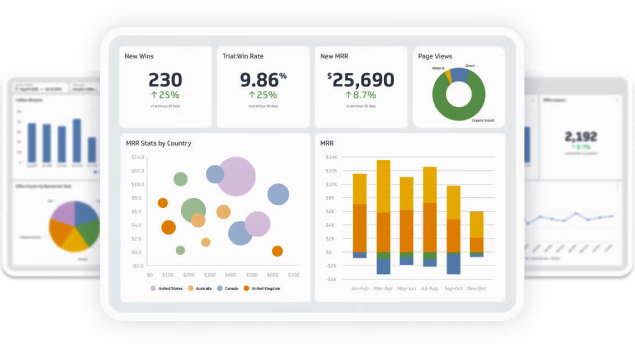 New Wins
230
↑ 25%
vs previous 30 days
Trial:Win Rate
9.86%
↑ 25%
vs previous 30 days
New MRR
$25,690
↑ 8.7%
vs previous 30 days
Page Views
Referral
Direct
Organic Search
MRR Stats by Country
$14.0
$12.0
$10.0
$8.0
$6.0
$4.0
$2.0
$0.0
-$2.0
$0 $100 $200 $300 $400 $500 $600 $700
United States Australia Canada United Kingdom
MRR
$14K
$12K
$10K
$8K
$6K
$4K
$2K
$0
-$2K
-$4K
Jan-Feb Mar-Apr May-Jun Jul-Aug Sep-Oct Nov-Dec
2,192